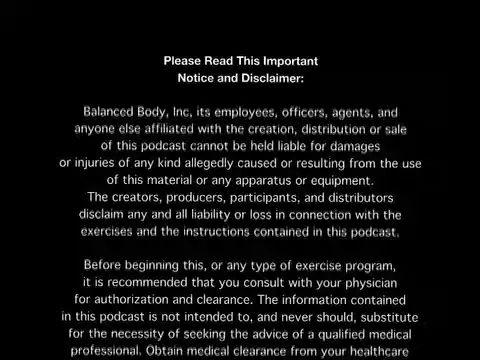 Please Read This Important
Notice and Disclaimer:
Balanced Body, Inc, its employees, officers, agents, and
anyone else affiliated with the creation, distribution or sale
of this podcast cannot be held liable for damages
or injuries of any kind allegedly caused or resulting from the use
of this material or any apparatus or equipment.
The creators, producers, participants, and distributors
disclaim any and all liability or loss in connection with the
exercises and the instructions contained in this podcast.
Before beginning this, or any type of exercise program,
it is recommended that you consult with your physician
for authorization and clearance. The information contained
in this podcast is not intended to, and never should, substitute
for the necessity of seeking the advice of a qualified medical
professional. Obtain medical clearance from your healthcare